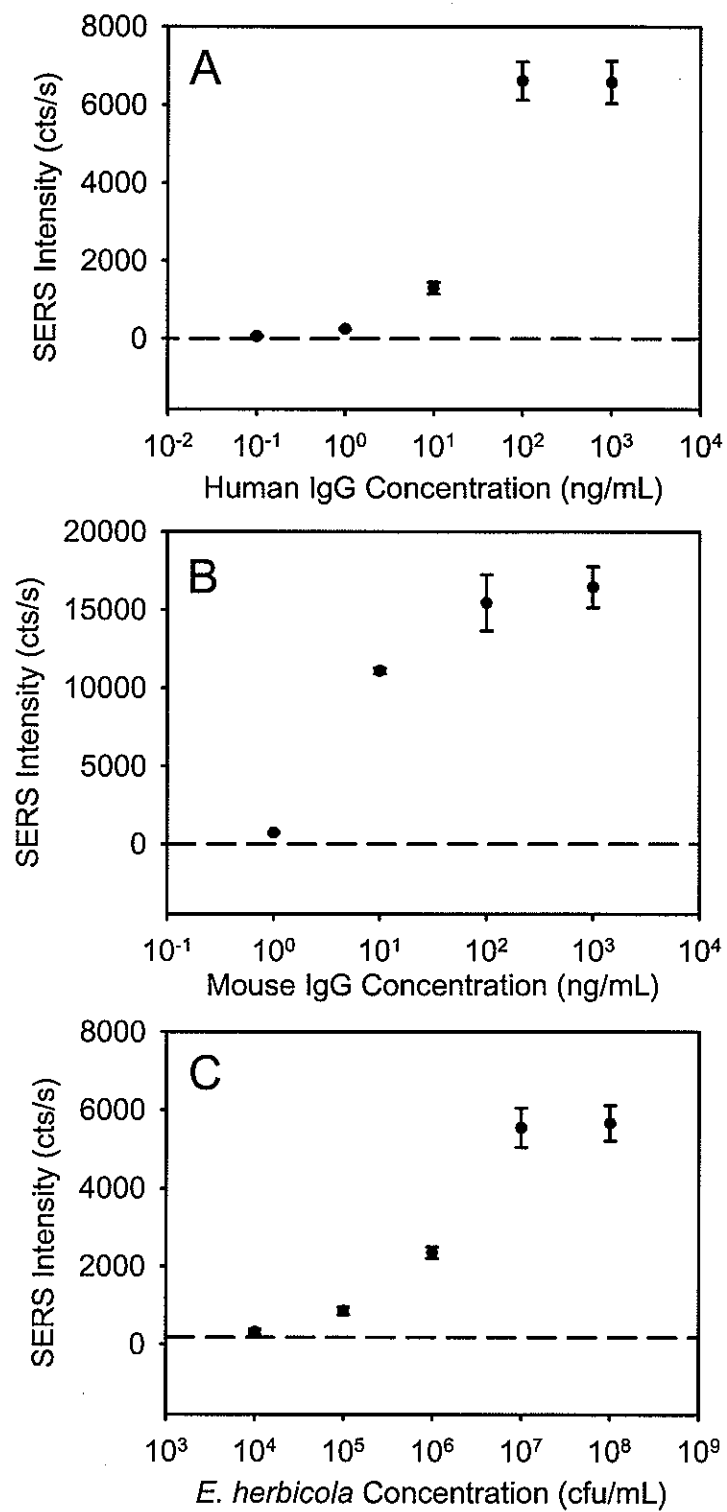 A
SERS Intensity (cts/s)
8000
6000
4000
2000
0
10⁻² 10⁻¹ 10⁰ 10¹ 10² 10³ 10⁴
Human IgG Concentration (ng/mL)
B
SERS Intensity (cts/s)
20000
15000
10000
5000
0
10⁻¹ 10⁰ 10¹ 10² 10³ 10⁴
Mouse IgG Concentration (ng/mL)
C
SERS Intensity (cts/s)
8000
6000
4000
2000
0
10³ 10⁴ 10⁵ 10⁶ 10⁷ 10⁸ 10⁹
E. herbicola Concentration (cfu/mL)